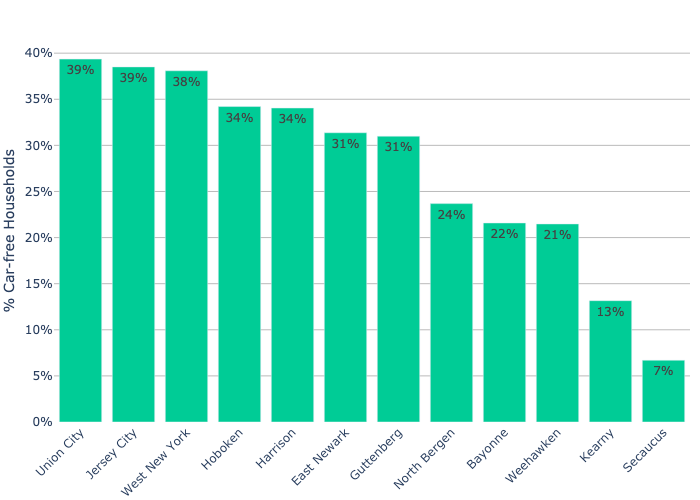 % Car-free Households
40%
35%
30%
25%
20%
15%
10%
5%
0%
39%
39%
38%
34%
34%
31%
31%
24%
22%
21%
13%
7%
Union City
Jersey City
West New York
Hoboken
Harrison
East Newark
Guttenberg
North Bergen
Bayonne
Weehawken
Kearny
Secaucus